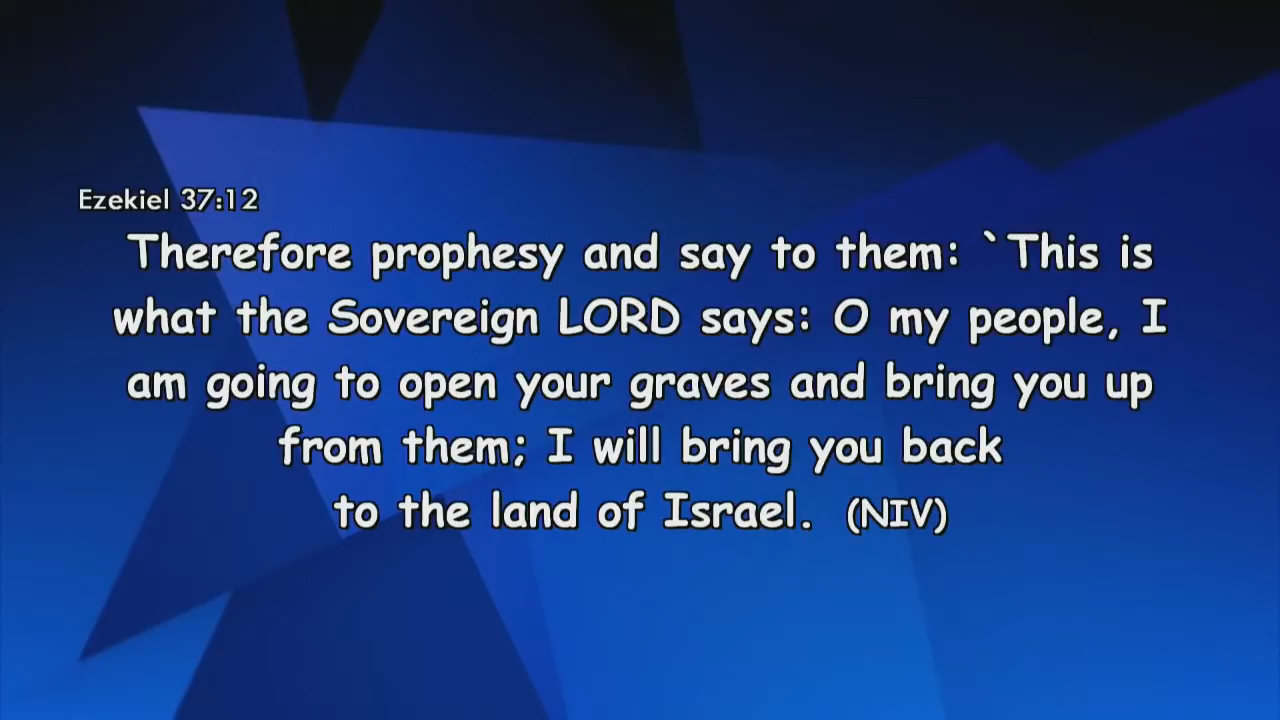 Ezekiel 37:12
Therefore prophesy and say to them: `This is
what the Sovereign LORD says: O my people, I
am going to open your graves and bring you up
from them; I will bring you back
to the land of Israel. (NIV)